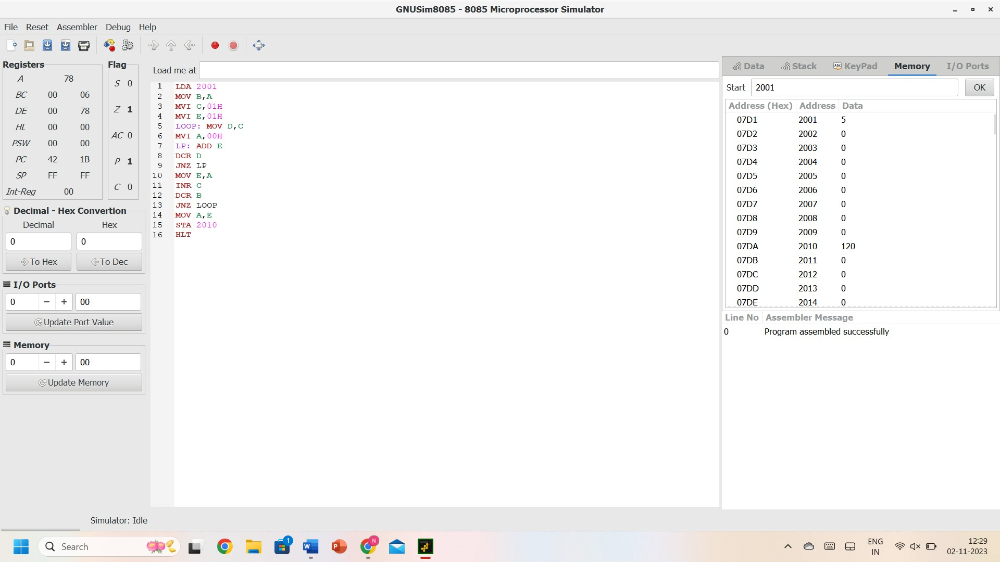 GNUSim8085 - 8085 Microprocessor Simulator
File Reset Assembler Debug Help
Registers
A 78
BC 00 06
DE 00 78
HL 00 00
PSW 00 00
PC 42 1B
SP FF FF
Int-Reg 00
Flag
S 0
Z 1
AC 0
P 1
C 0
Decimal - Hex Convertion
Decimal Hex
0 0
To Hex To Dec
I/O Ports
0 − + 00
Update Port Value
Memory
0 − + 00
Update Memory
Load me at
1 LDA 2001
2 MOV B,A
3 MVI C,01H
4 MVI E,01H
5 LOOP: MOV D,C
6 MVI A,00H
7 LP: ADD E
8 DCR D
9 JNZ LP
10 MOV E,A
11 INR C
12 DCR B
13 JNZ LOOP
14 MOV A,E
15 STA 2010
16 HLT
Data Stack Abc KeyPad Memory I/O Ports
Start 2001 OK
Address (Hex) Address Data
07D1 2001 5
07D2 2002 0
07D3 2003 0
07D4 2004 0
07D5 2005 0
07D6 2006 0
07D7 2007 0
07D8 2008 0
07D9 2009 0
07DA 2010 120
07DB 2011 0
07DC 2012 0
07DD 2013 0
07DE 2014 0
Line No Assembler Message
0 Program assembled successfully
Simulator: Idle
Search
1
W
P
N
ENG
IN
12:29
02-11-2023